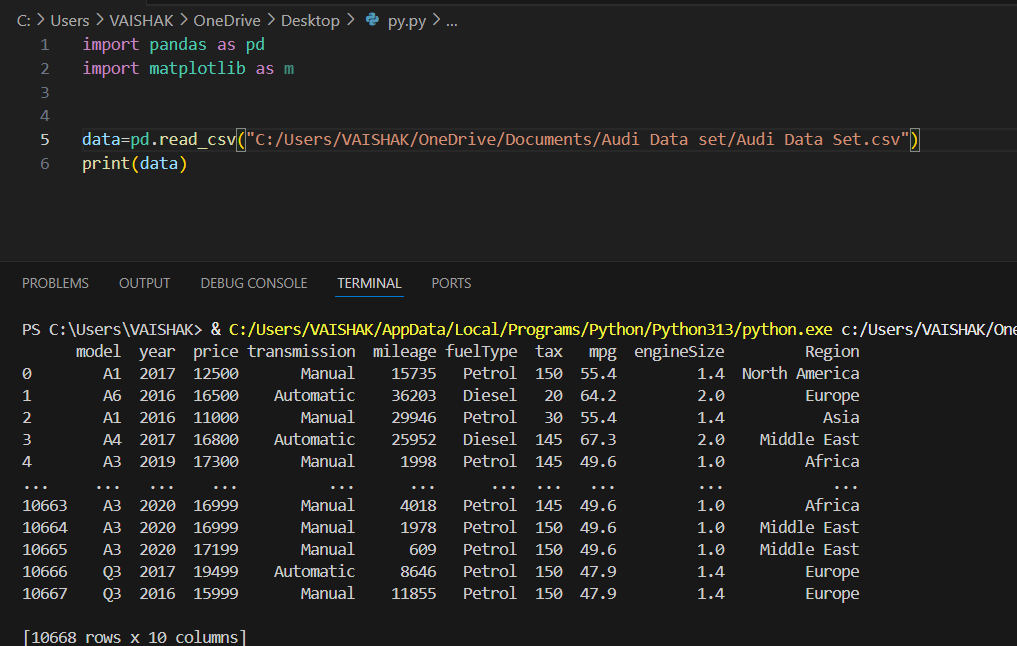 C: > Users > VAISHAK > OneDrive > Desktop > py.py > ...
1 import pandas as pd
2 import matplotlib as m
3
4
5 data=pd.read_csv("C:/Users/VAISHAK/OneDrive/Documents/Audi Data set/Audi Data Set.csv")
6 print(data)
PROBLEMS OUTPUT DEBUG CONSOLE TERMINAL PORTS
PS C:\Users\VAISHAK> & C:/Users/VAISHAK/AppData/Local/Programs/Python/Python313/python.exe c:/Users/VAISHAK/One
model year price transmission mileage fuelType tax mpg engineSize Region
0 A1 2017 12500 Manual 15735 Petrol 150 55.4 1.4 North America
1 A6 2016 16500 Automatic 36203 Diesel 20 64.2 2.0 Europe
2 A1 2016 11000 Manual 29946 Petrol 30 55.4 1.4 Asia
3 A4 2017 16800 Automatic 25952 Diesel 145 67.3 2.0 Middle East
4 A3 2019 17300 Manual 1998 Petrol 145 49.6 1.0 Africa
... ... ... ... ... ... ... ... ... ... ...
10663 A3 2020 16999 Manual 4018 Petrol 145 49.6 1.0 Africa
10664 A3 2020 16999 Manual 1978 Petrol 150 49.6 1.0 Middle East
10665 A3 2020 17199 Manual 609 Petrol 150 49.6 1.0 Middle East
10666 Q3 2017 19499 Automatic 8646 Petrol 150 47.9 1.4 Europe
10667 Q3 2016 15999 Manual 11855 Petrol 150 47.9 1.4 Europe
[10668 rows x 10 columns]